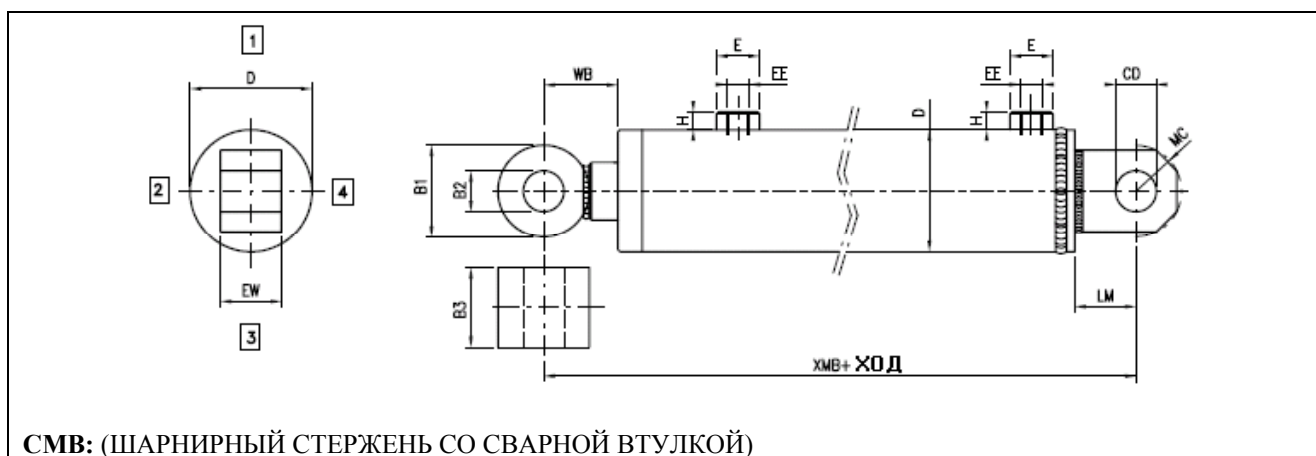 1
D
2
4
EW
3
WB
E
EE
H
D
E
EE
H
CD
MC
B1
B2
B3
LM
XMB+ ХОД
СМВ: (ШАРНИРНЫЙ СТЕРЖЕНЬ СО СВАРНОЙ ВТУЛКОЙ)